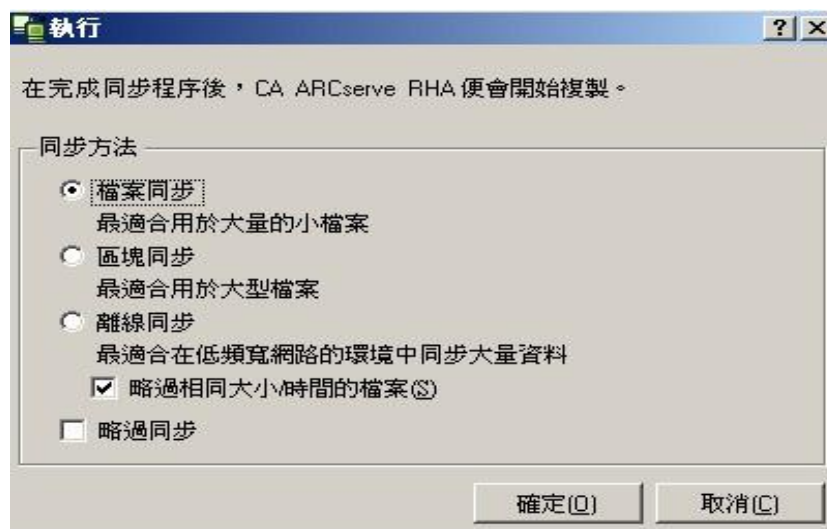 執行
在完成同步程序後，CA ARCserve RHA 便會開始複製。
同步方法
檔案同步
最適合用於大量的小檔案
區塊同步
最適合用於大型檔案
離線同步
最適合在低頻寬網路的環境中同步大量資料
略過相同大小/時間的檔案(S)
略過同步
確定(O) 取消(C)